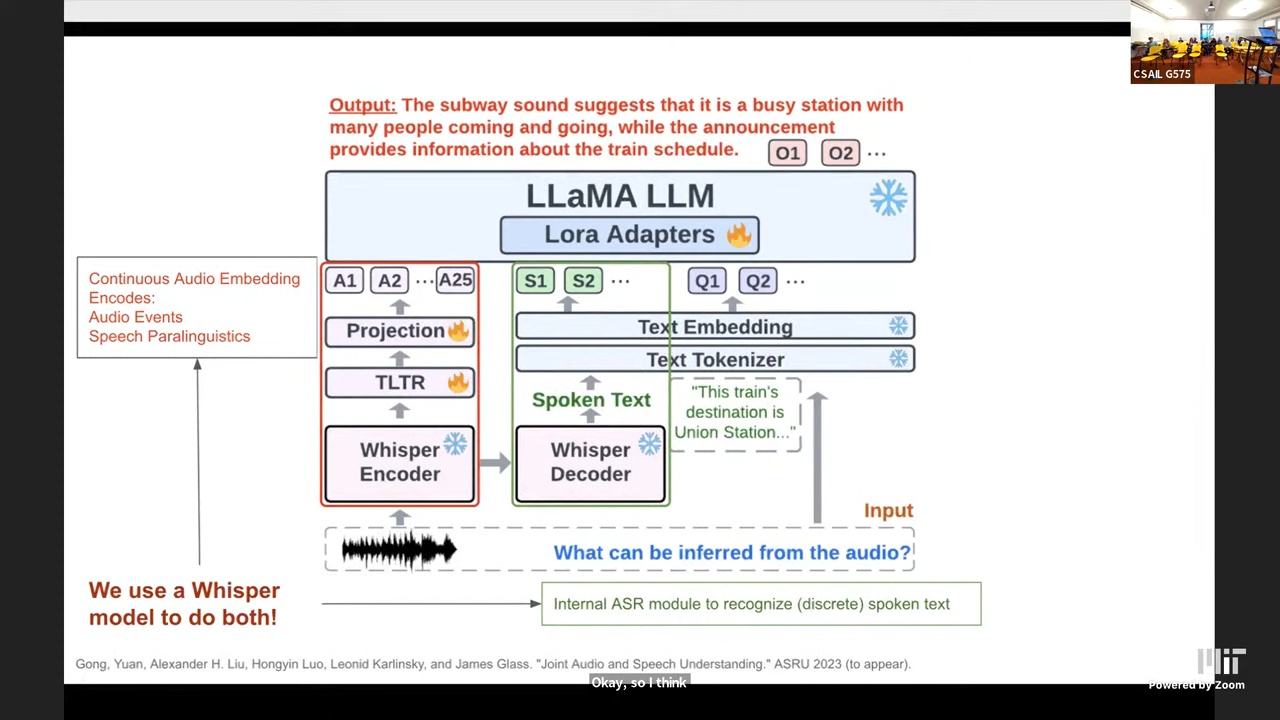 CSAIL G575
Output: The subway sound suggests that it is a busy station with
many people coming and going, while the announcement
provides information about the train schedule.
O1 O2 ...
LLaMA LLM
Lora Adapters
A1 A2 ... A25
S1 S2 ...
Q1 Q2 ...
Continuous Audio Embedding
Encodes:
Audio Events
Speech Paralinguistics
Projection
TLTR
Whisper
Encoder
Text Embedding
Text Tokenizer
Spoken Text
Whisper
Decoder
"This train's
destination is
Union Station..."
Input
What can be inferred from the audio?
We use a Whisper
model to do both!
Internal ASR module to recognize (discrete) spoken text
Gong, Yuan, Alexander H. Liu, Hongyin Luo, Leonid Karlinsky, and James Glass. "Joint Audio and Speech Understanding." ASRU 2023 (to appear).
Okay, so I think
MIT
Powered by Zoom